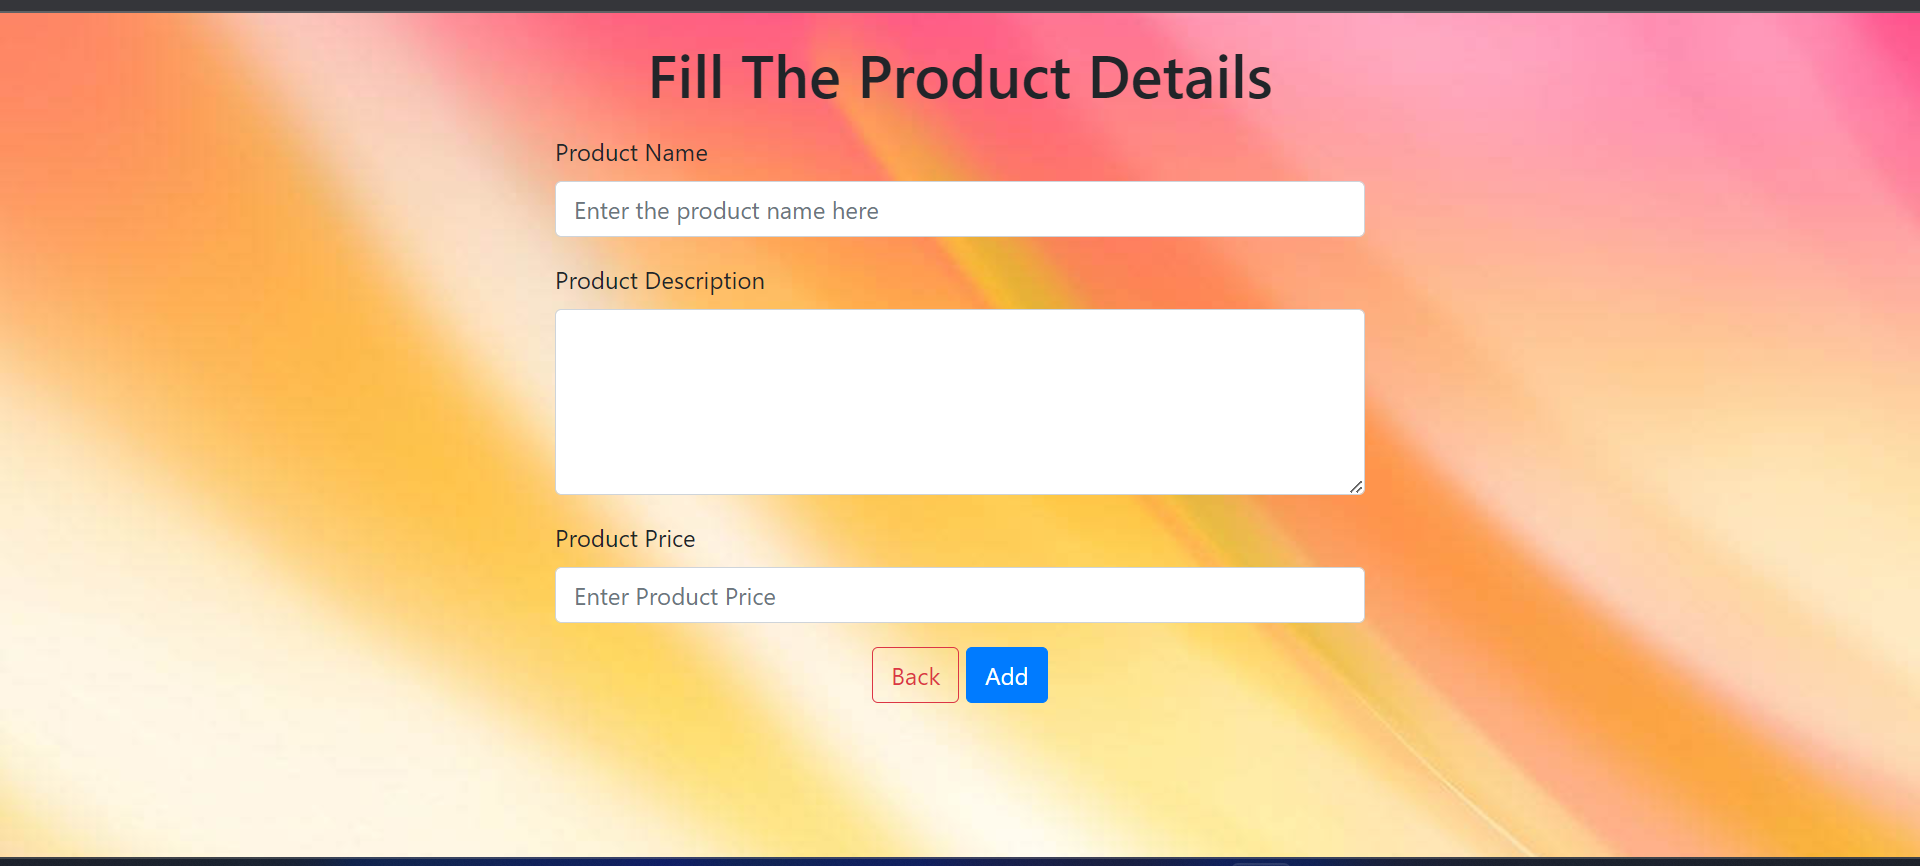 Fill The Product Details
Product Name
Enter the product name here
Product Description
Product Price
Enter Product Price
Back Add